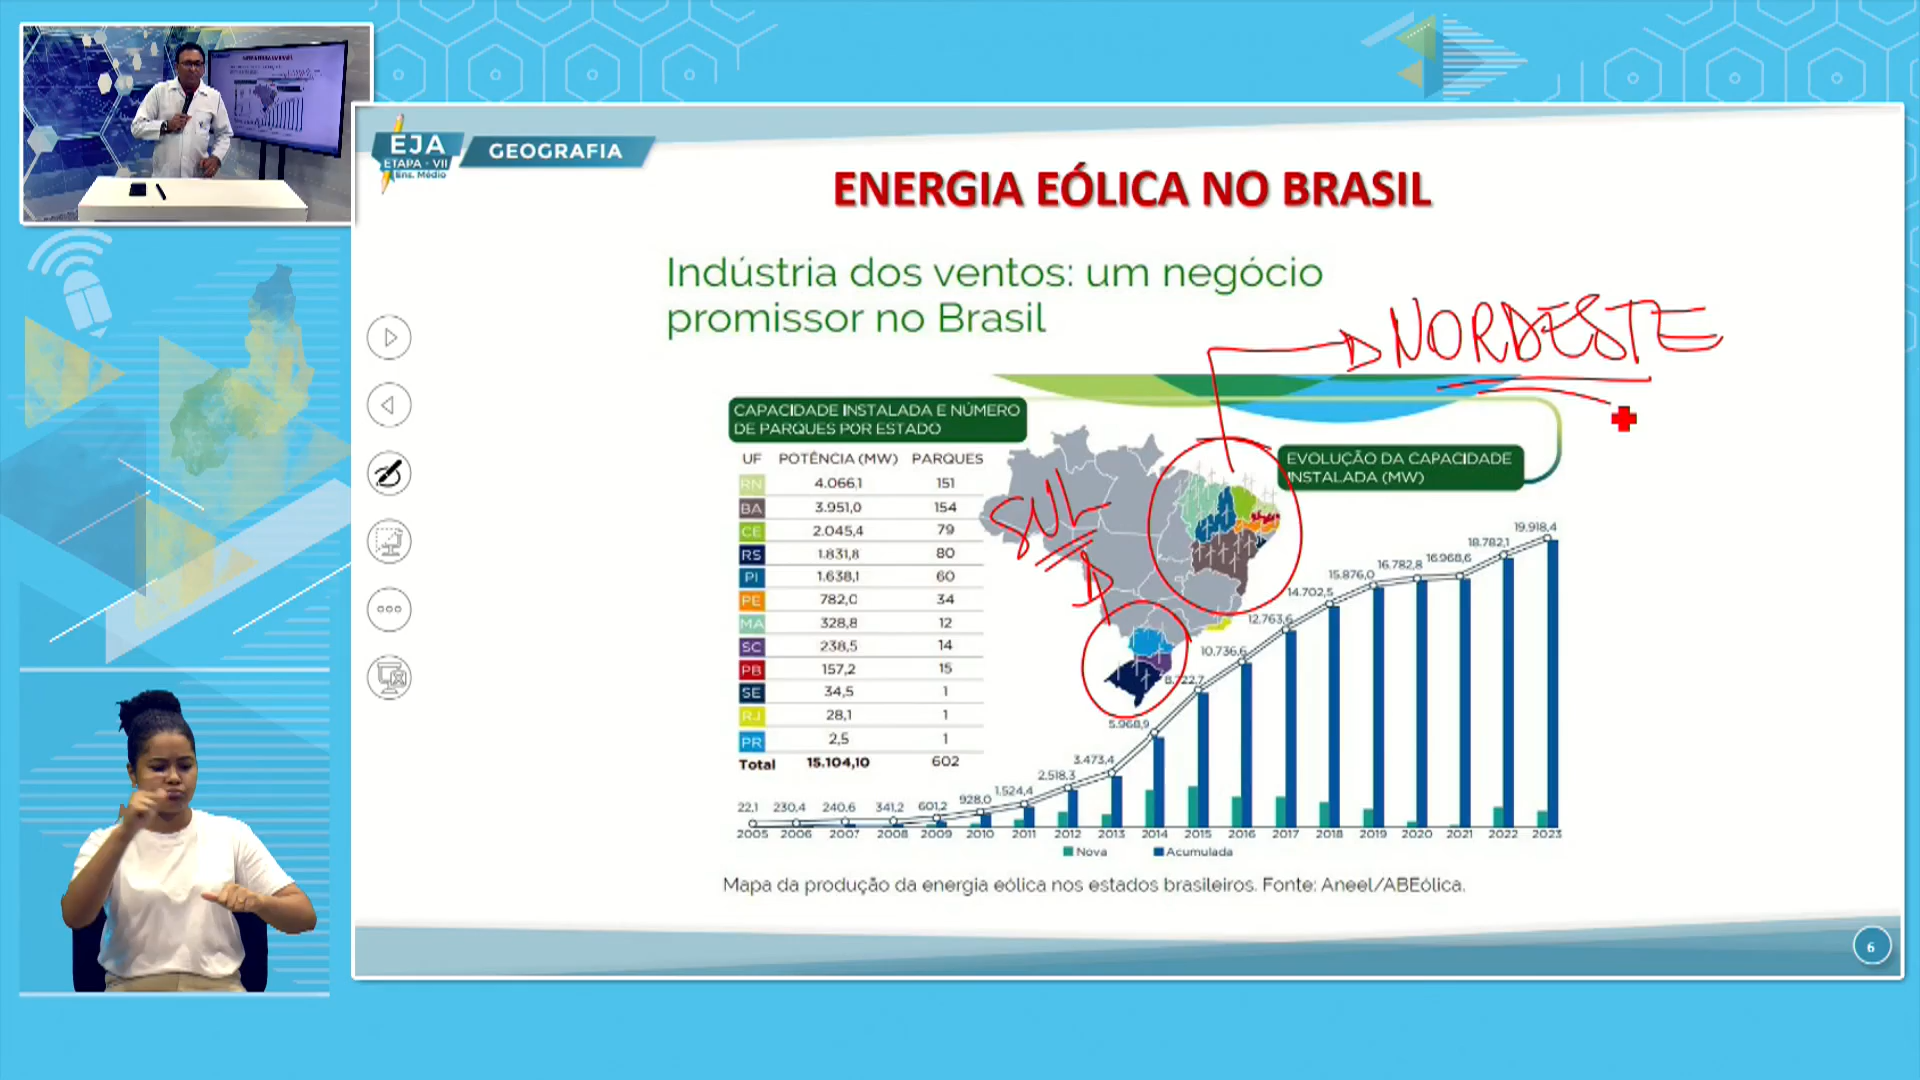 EJA
ETAPA - VII
Ens. Médio
GEOGRAFIA
ENERGIA EÓLICA NO BRASIL
Indústria dos ventos: um negócio
promissor no Brasil
NORDESTE
SUL
CAPACIDADE INSTALADA E NÚMERO
DE PARQUES POR ESTADO
UF POTÊNCIA (MW) PARQUES
RN 4.066,1 151
BA 3.951,0 154
CE 2.045,4 79
RS 1.831,8 80
PI 1.638,1 60
PE 782,0 34
MA 328,8 12
SC 238,5 14
PB 157,2 15
SE 34,5 1
RJ 28,1 1
PR 2,5 1
Total 15.104,10 602
EVOLUÇÃO DA CAPACIDADE
INSTALADA (MW)
22,1 230,4 240,6 341,2 601,2 928,0 1.524,4 2.518,3 3.473,4 5.968,9 8.722,7 10.736,6 12.763,6 14.702,5 15.876,0 16.782,8 16.968,6 18.782,1 19.918,4
2005 2006 2007 2008 2009 2010 2011 2012 2013 2014 2015 2016 2017 2018 2019 2020 2021 2022 2023
Nova Acumulada
Mapa da produção da energia eólica nos estados brasileiros. Fonte: Aneel/ABEólica.
6